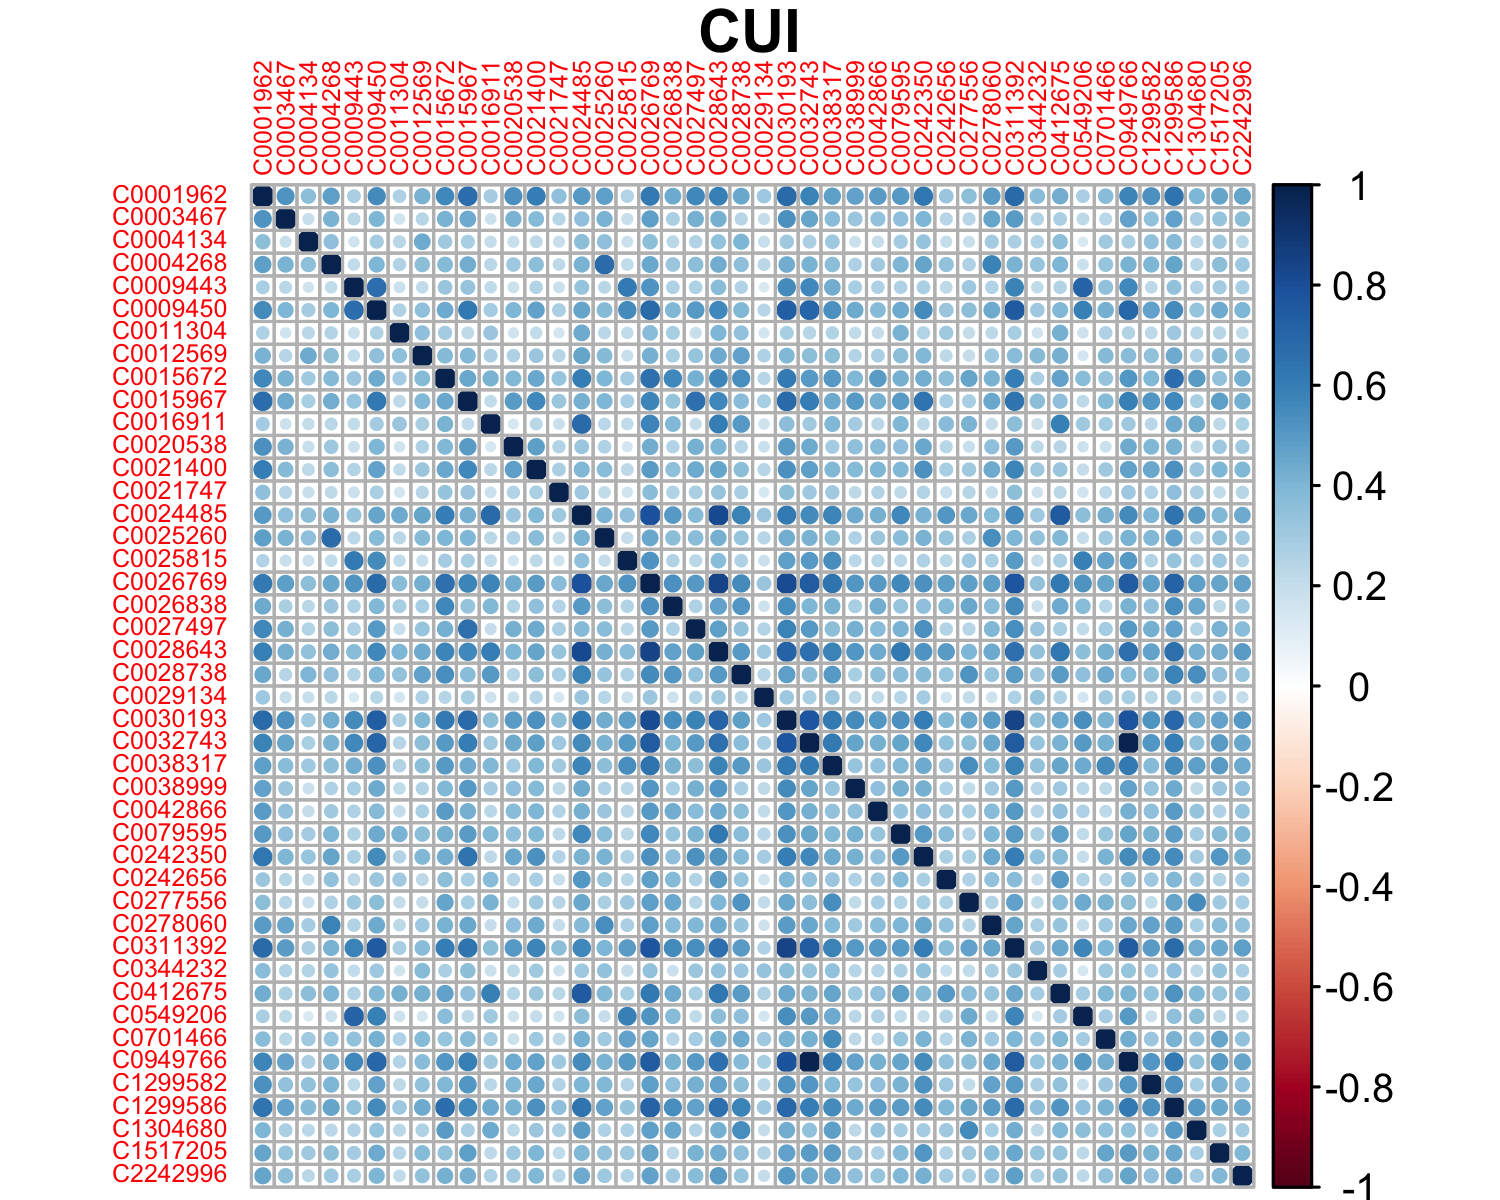 CUI
C0001962
C0003467
C0004134
C0004268
C0009443
C0009450
C0011304
C0012569
C0015672
C0015967
C0016911
C0020538
C0021400
C0021747
C0024485
C0025260
C0025815
C0026769
C0026838
C0027497
C0028643
C0028738
C0029134
C0030193
C0032743
C0038317
C0038999
C0042866
C0079595
C0242350
C0242656
C0277556
C0278060
C0311392
C0344232
C0412675
C0549206
C0701466
C0949766
C1299582
C1299586
C1304680
C1517205
C2242996
C0001962
C0003467
C0004134
C0004268
C0009443
C0009450
C0011304
C0012569
C0015672
C0015967
C0016911
C0020538
C0021400
C0021747
C0024485
C0025260
C0025815
C0026769
C0026838
C0027497
C0028643
C0028738
C0029134
C0030193
C0032743
C0038317
C0038999
C0042866
C0079595
C0242350
C0242656
C0277556
C0278060
C0311392
C0344232
C0412675
C0549206
C0701466
C0949766
C1299582
C1299586
C1304680
C1517205
C2242996
1
0.8
0.6
0.4
0.2
0
-0.2
-0.4
-0.6
-0.8
-1